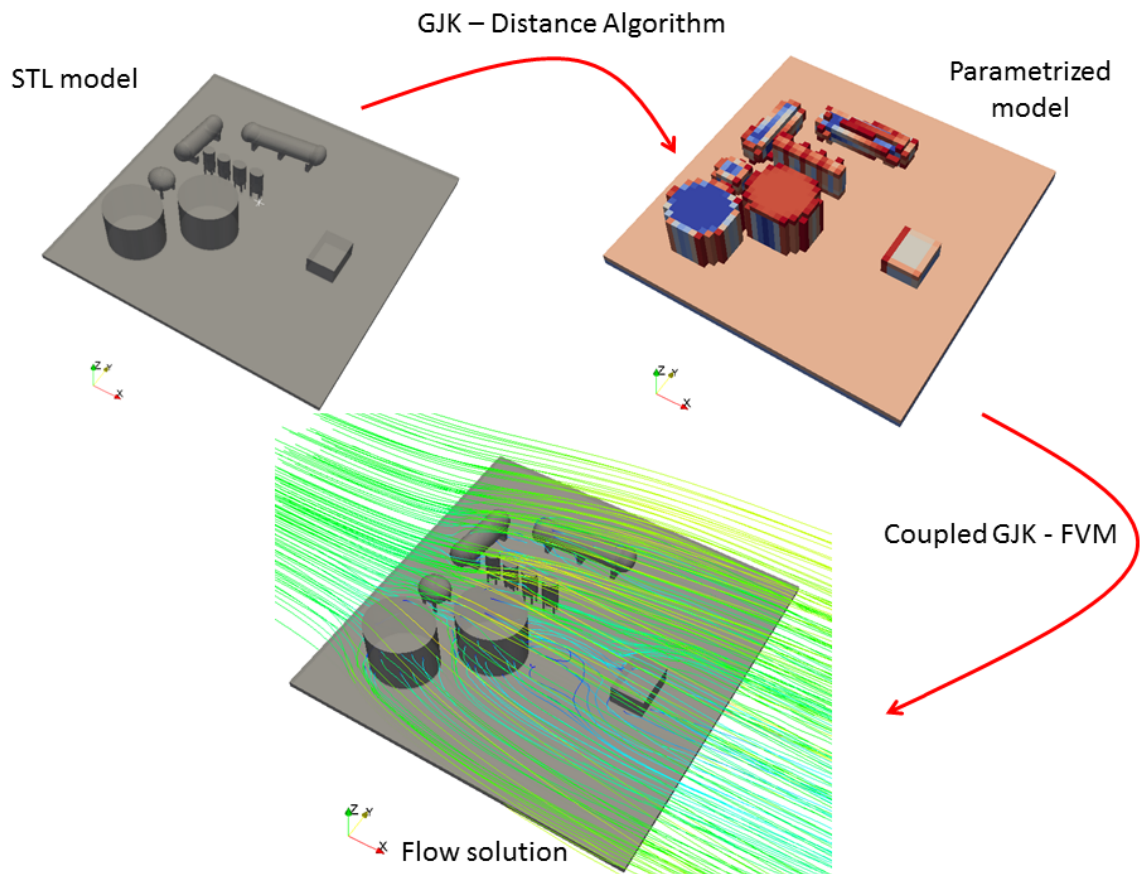 GJK – Distance Algorithm
STL model
Parametrized
model
Z
Y
X
Z
Y
X
Coupled GJK - FVM
Z
Y
X
Flow solution